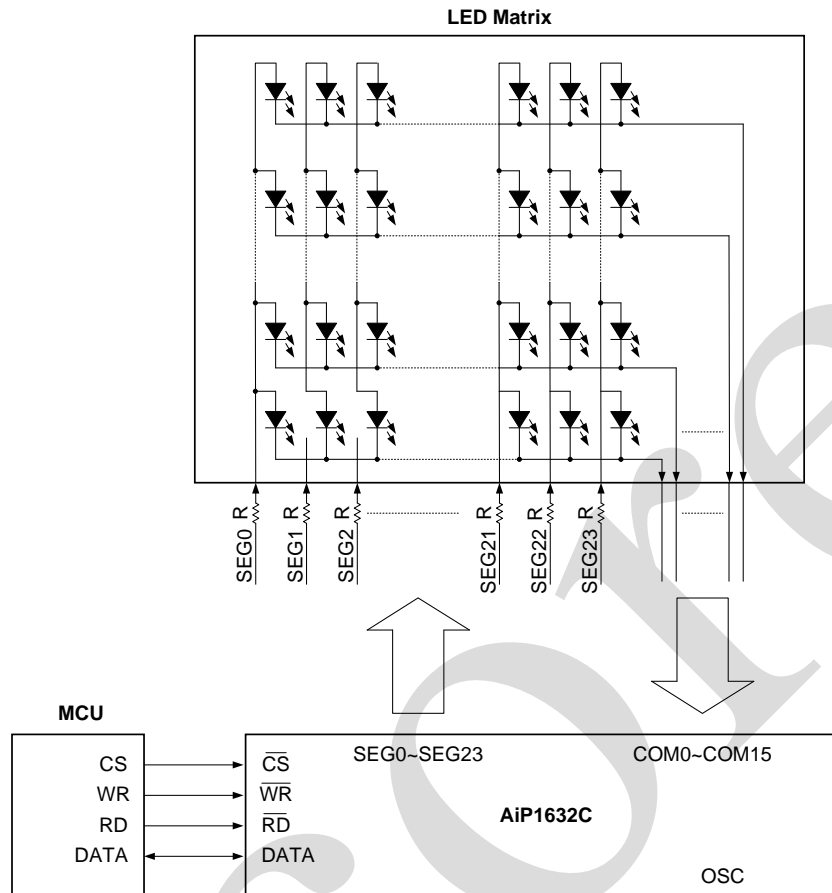 LED Matrix
R R R R R R
SEG0 SEG1 SEG2 SEG21 SEG22 SEG23
MCU
SEG0~SEG23 COM0~COM15
CS CS
WR WR
AiP1632C
RD RD
DATA DATA
OSC